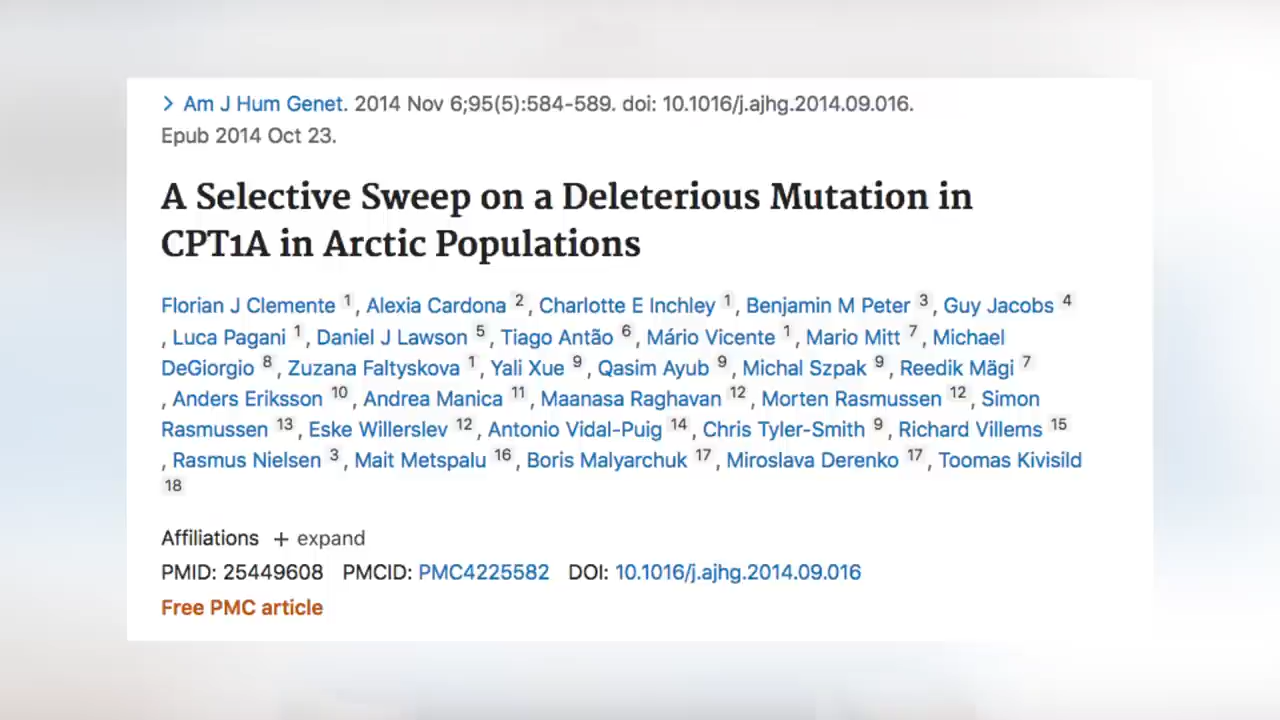 > Am J Hum Genet. 2014 Nov 6;95(5):584-589. doi: 10.1016/j.ajhg.2014.09.016.
Epub 2014 Oct 23.
A Selective Sweep on a Deleterious Mutation in
CPT1A in Arctic Populations
Florian J Clemente 1, Alexia Cardona 2, Charlotte E Inchley 1, Benjamin M Peter 3, Guy Jacobs 4
, Luca Pagani 1, Daniel J Lawson 5, Tiago Antão 6, Mário Vicente 1, Mario Mitt 7, Michael
DeGiorgio 8, Zuzana Faltyskova 1, Yali Xue 9, Qasim Ayub 9, Michal Szpak 9, Reedik Mägi 7
, Anders Eriksson 10, Andrea Manica 11, Maanasa Raghavan 12, Morten Rasmussen 12, Simon
Rasmussen 13, Eske Willerslev 12, Antonio Vidal-Puig 14, Chris Tyler-Smith 9, Richard Villems 15
, Rasmus Nielsen 3, Mait Metspalu 16, Boris Malyarchuk 17, Miroslava Derenko 17, Toomas Kivisild
18
Affiliations + expand
PMID: 25449608 PMCID: PMC4225582 DOI: 10.1016/j.ajhg.2014.09.016
Free PMC article